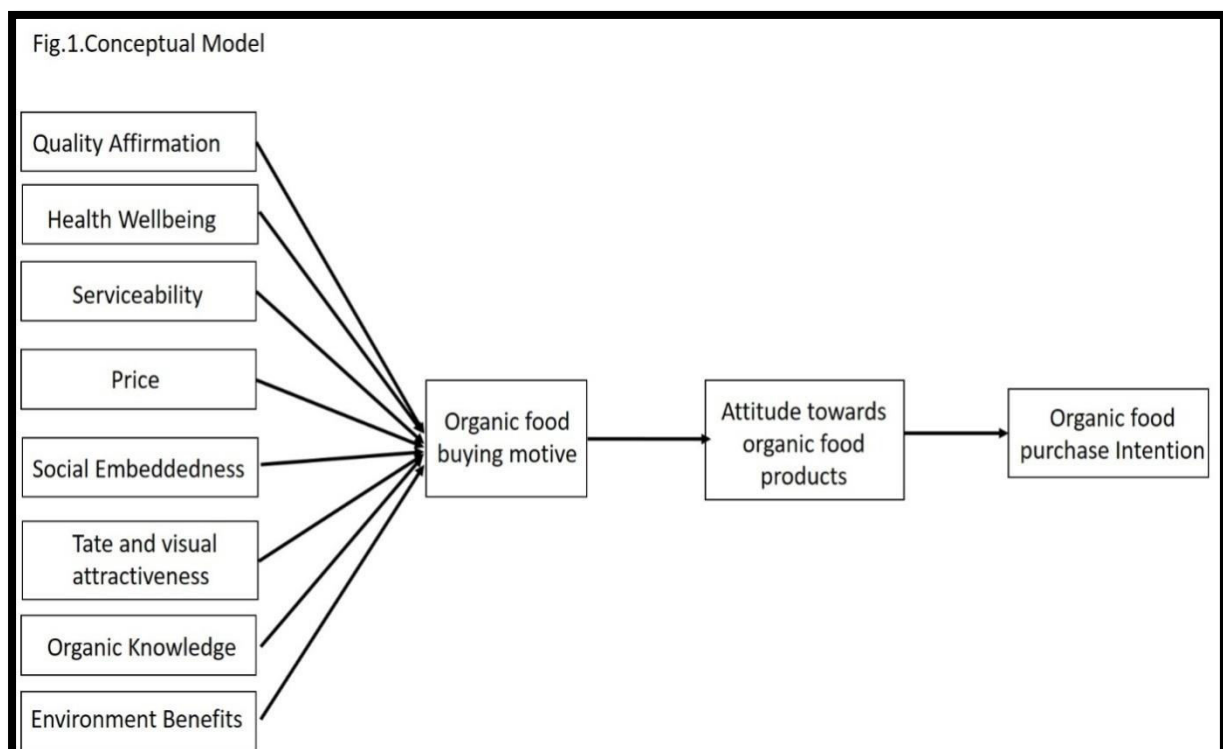 Fig.1.Conceptual Model
Quality Affirmation
Health Wellbeing
Serviceability
Price
Social Embeddedness
Tate and visual
attractiveness
Organic Knowledge
Environment Benefits
Organic food
buying motive
Attitude towards
organic food
products
Organic food
purchase Intention